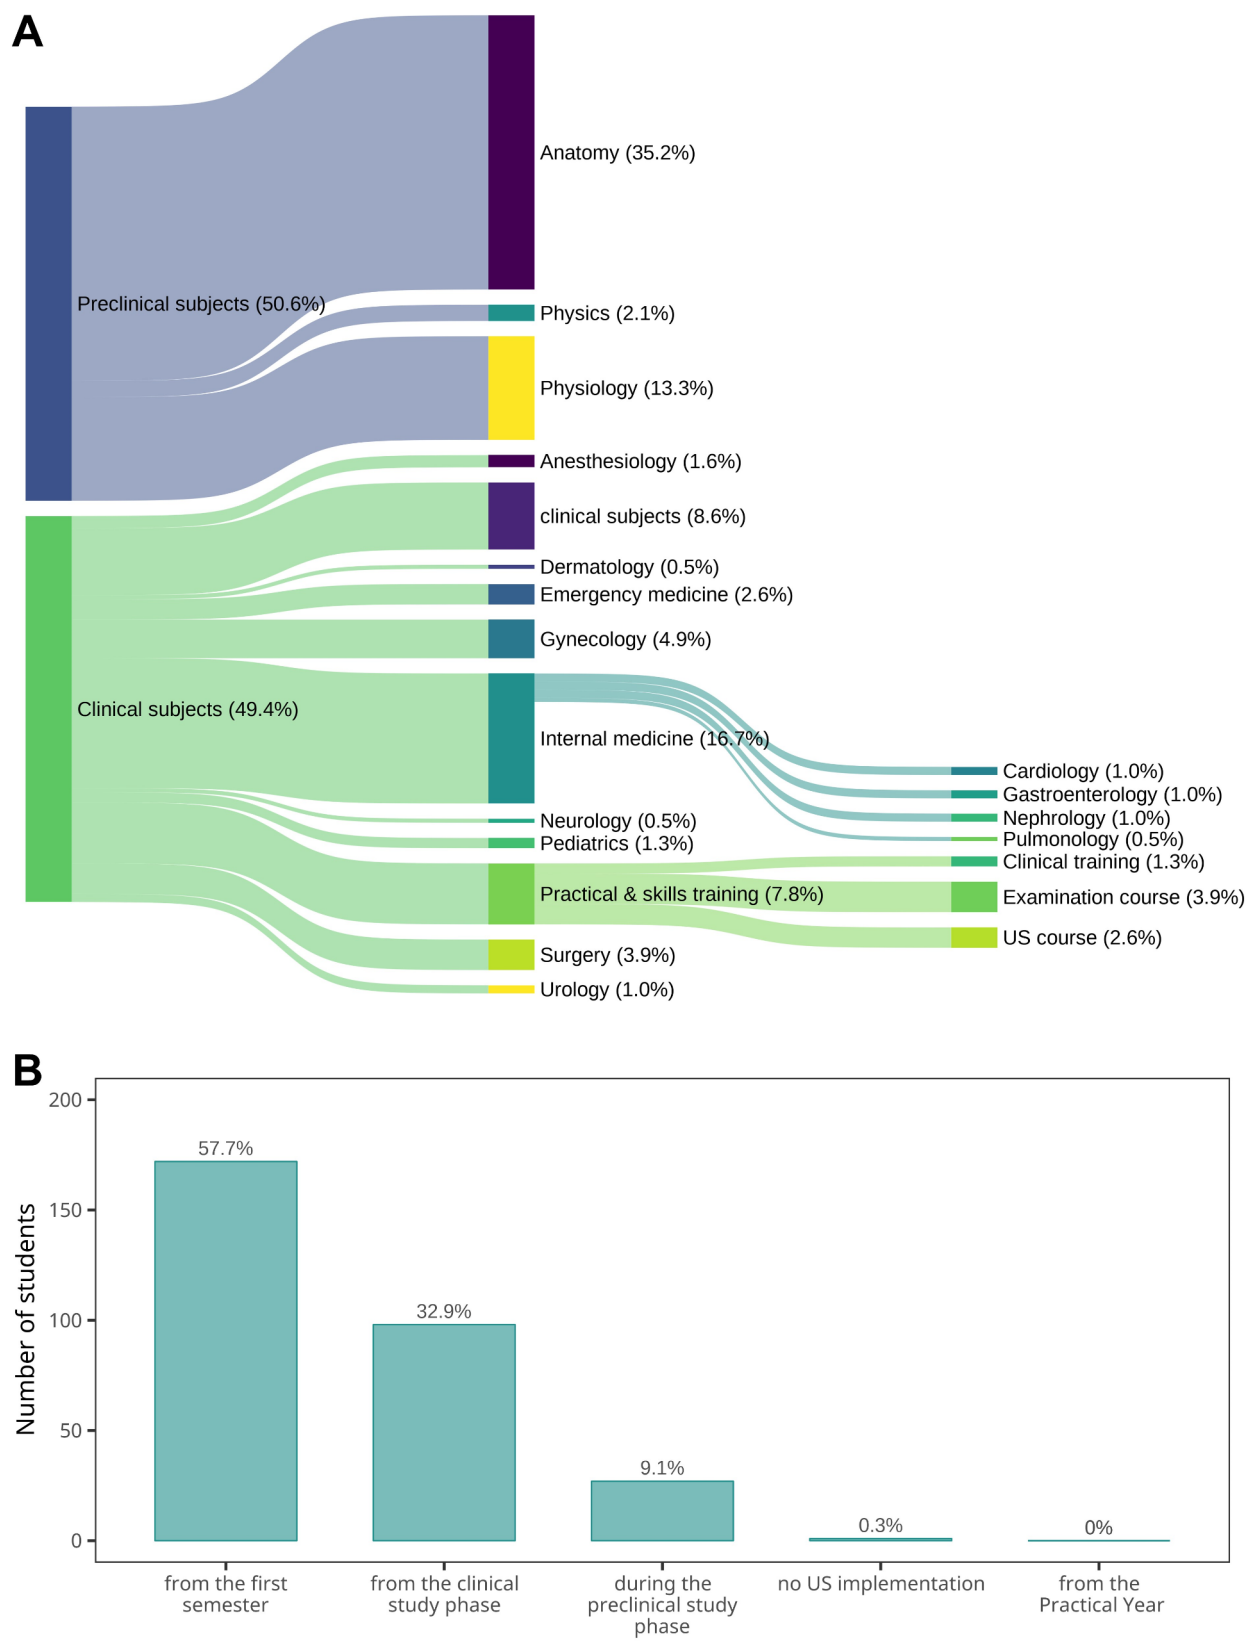 A
Anatomy (35.2%)
Preclinical subjects (50.6%)
Physics (2.1%)
Physiology (13.3%)
Anesthesiology (1.6%)
clinical subjects (8.6%)
Dermatology (0.5%)
Emergency medicine (2.6%)
Gynecology (4.9%)
Clinical subjects (49.4%)
Internal medicine (16.7%)
Cardiology (1.0%)
Gastroenterology (1.0%)
Nephrology (1.0%)
Neurology (0.5%)
Pulmonology (0.5%)
Pediatrics (1.3%)
Clinical training (1.3%)
Practical & skills training (7.8%)
Examination course (3.9%)
US course (2.6%)
Surgery (3.9%)
Urology (1.0%)
B
Number of students
200
150
100
50
0
57.7%
32.9%
9.1%
0.3%
0%
from the first
semester
from the clinical
study phase
during the
preclinical study
phase
no US implementation
from the
Practical Year